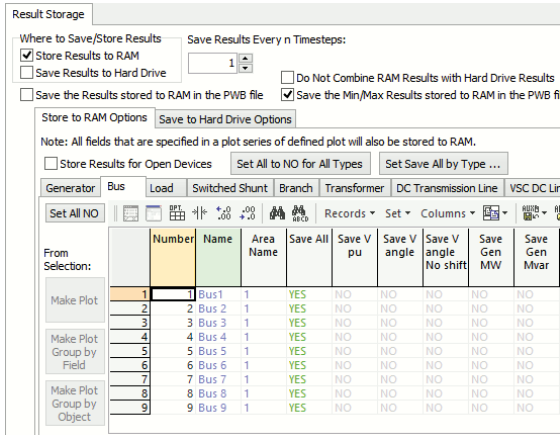 Result Storage
Where to Save/Store Results
Save Results Every n Timesteps:
Store Results to RAM
1
Save Results to Hard Drive
Do Not Combine RAM Results with Hard Drive Results
Save the Results stored to RAM in the PWB file
Save the Min/Max Results stored to RAM in the PWB fi
Store to RAM Options
Save to Hard Drive Options
Note: All fields that are specified in a plot series of defined plot will also be stored to RAM.
Store Results for Open Devices
Set All to NO for All Types
Set Save All by Type ...
Generator Bus Load Switched Shunt Branch Transformer DC Transmission Line VSC DC Lin
Set All NO Records Set Columns
From Selection:
Make Plot
Make Plot Group by Field
Make Plot Group by Object
Number Name Area Name Save All Save V pu Save V angle Save V angle No shift Save Gen MW Save Gen Mvar
1 1 Bus1 1 YES NO NO NO NO NO
2 2 Bus 2 1 YES NO NO NO NO NO
3 3 Bus 3 1 YES NO NO NO NO NO
4 4 Bus 4 1 YES NO NO NO NO NO
5 5 Bus 5 1 YES NO NO NO NO NO
6 6 Bus 6 1 YES NO NO NO NO NO
7 7 Bus 7 1 YES NO NO NO NO NO
8 8 Bus 8 1 YES NO NO NO NO NO
9 9 Bus 9 1 YES NO NO NO NO NO